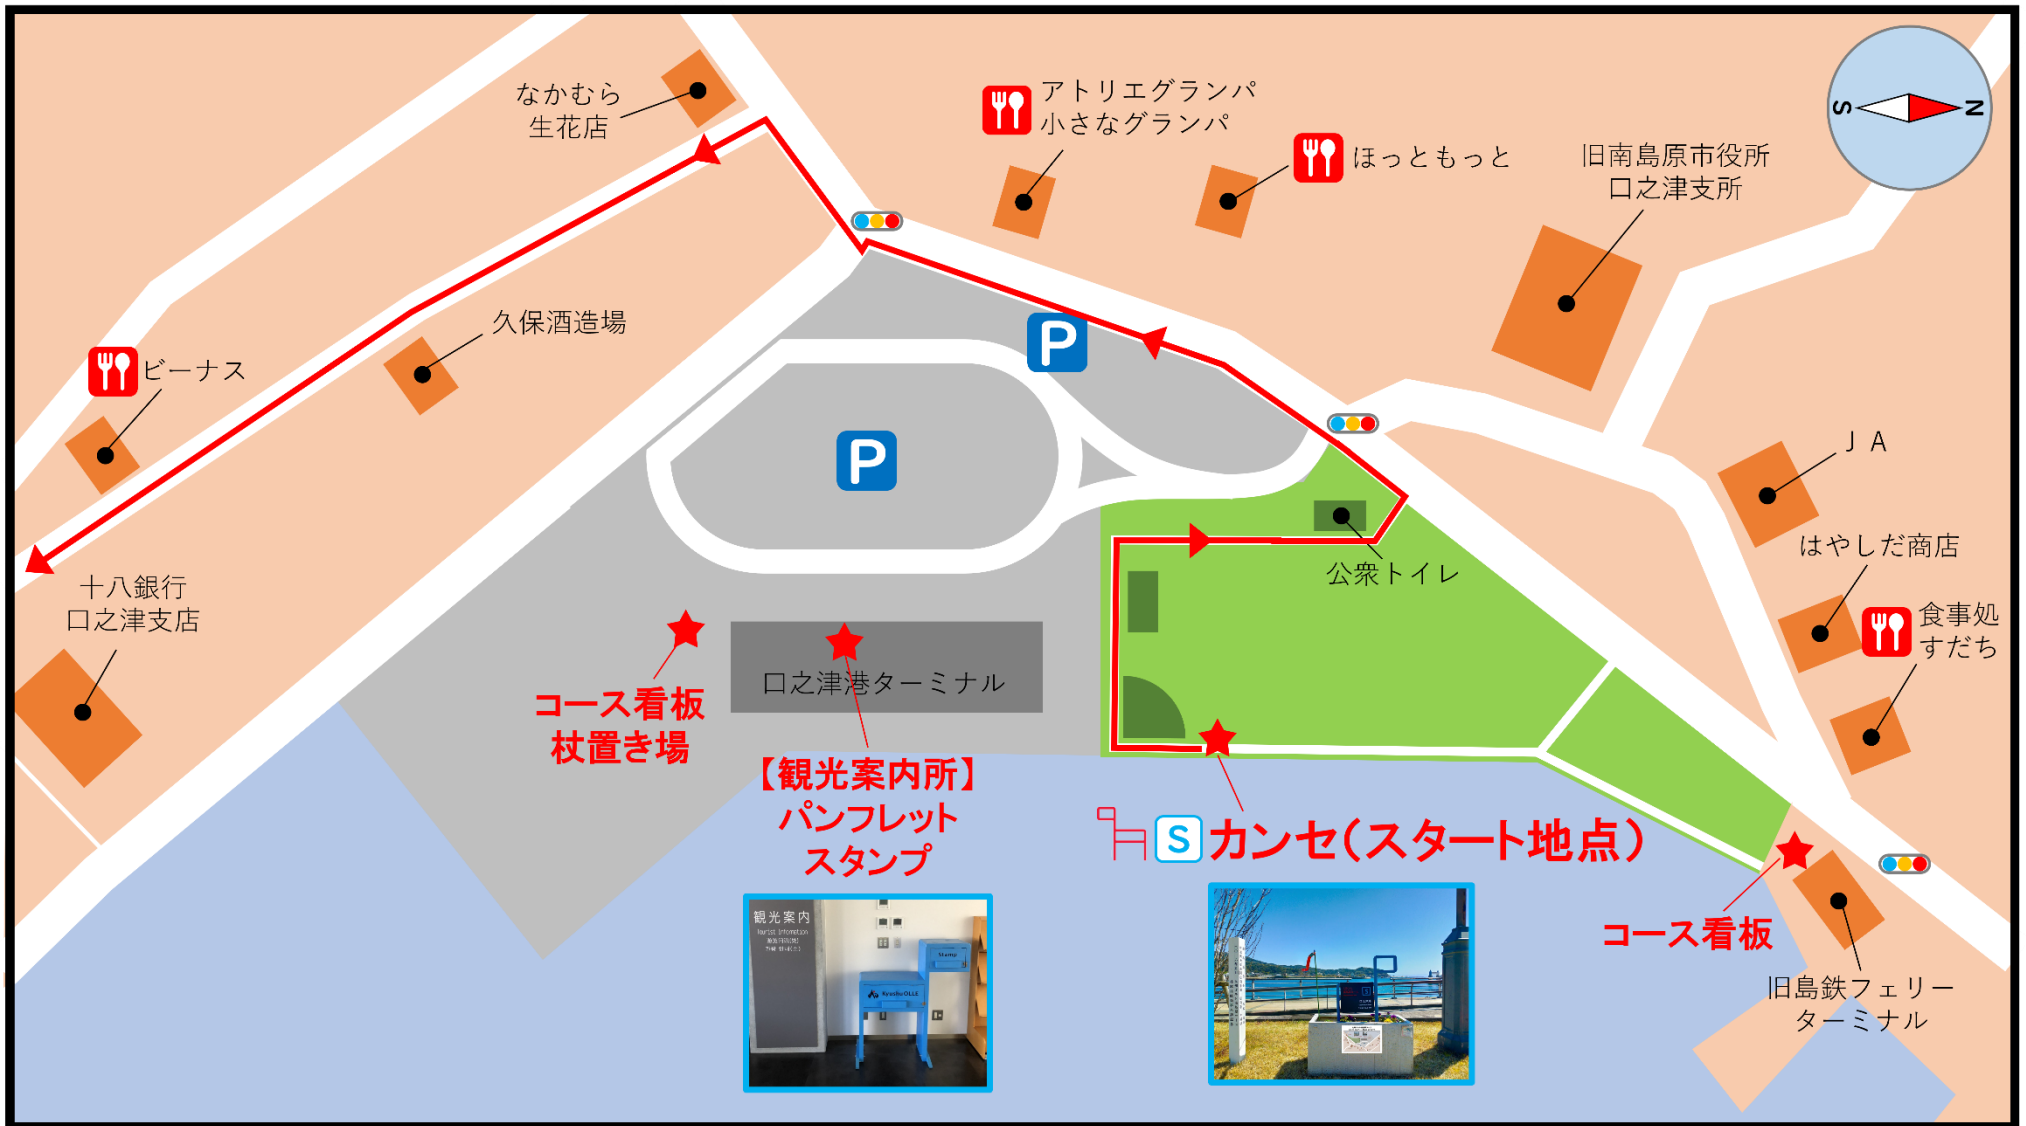 なかむら
生花店
アトリエグランパ
小さなグランパ
ほっともっと
旧南島原市役所
口之津支所
S
N
久保酒造場
ビーナス
P
P
JA
はやしだ商店
食事処
すだち
公衆トイレ
十八銀行
口之津支店
口之津港ターミナル
コース看板
杖置き場
【観光案内所】
パンフレット
スタンプ
S カンセ(スタート地点)
コース看板
旧島鉄フェリー
ターミナル
観光案内
Tourist Information
Stamp
Kyushu OLLE